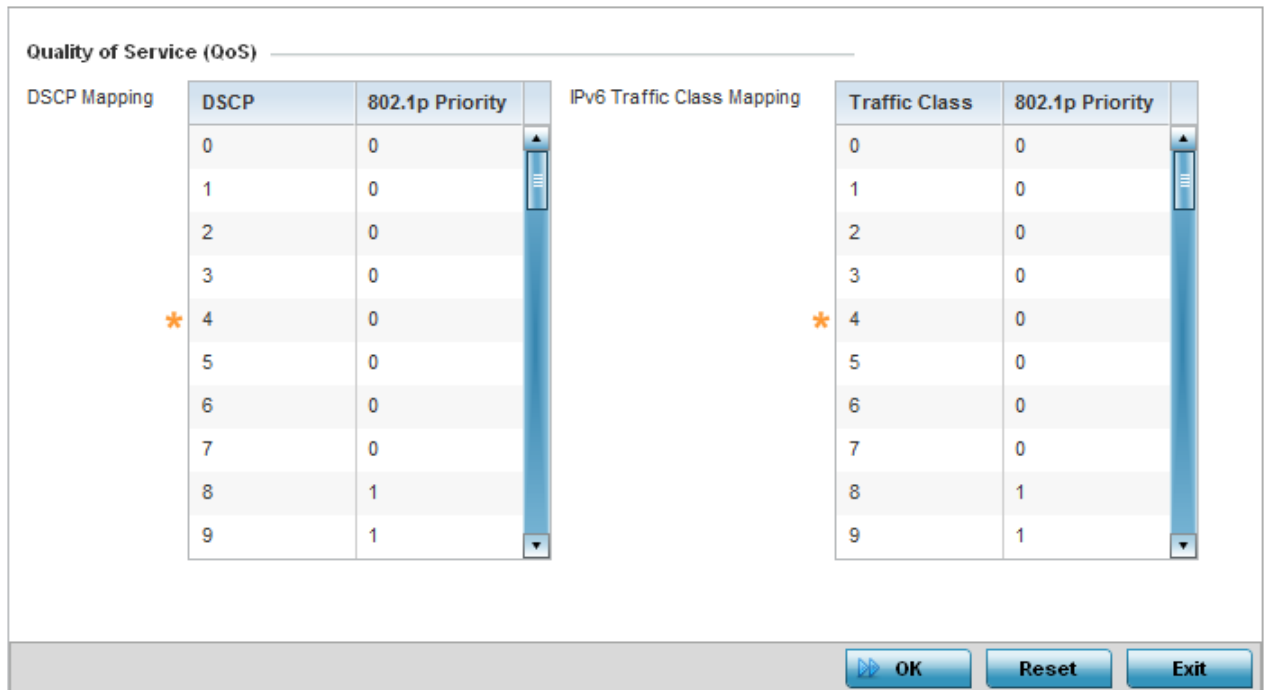 Quality of Service (QoS)
DSCP Mapping
DSCP 802.1p Priority
0 0
1 0
2 0
3 0
* 4 0
5 0
6 0
7 0
8 1
9 1
IPv6 Traffic Class Mapping
Traffic Class 802.1p Priority
0 0
1 0
2 0
3 0
* 4 0
5 0
6 0
7 0
8 1
9 1
OK Reset Exit